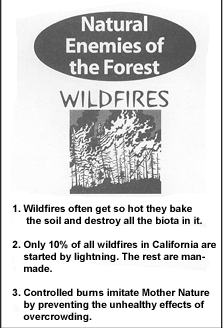 Natural
Enemies of
the Forest
WILDFIRES
1. Wildfires often get so hot they bake
the soil and destroy all the biota in it.
2. Only 10% of all wildfires in California are
started by lightning. The rest are man-
made.
3. Controlled burns imitate Mother Nature
by preventing the unhealthy effects of
overcrowding.